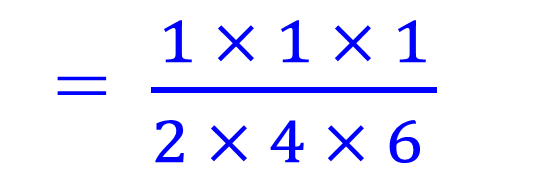 = 1 × 1 × 1
2 × 4 × 6